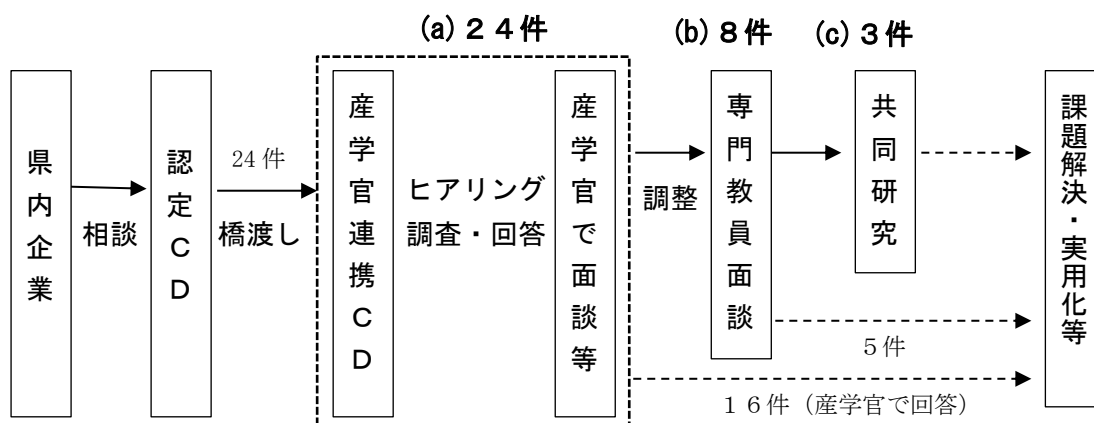 (a) ２４件
(b) ８件
(c) ３件
県内企業
相談
認定ＣＤ
24 件
橋渡し
産学官連携ＣＤ
ヒアリング
調査・回答
産学官で面談等
調整
専門教員面談
共同研究
課題解決・実用化等
５件
１６件（産学官で回答）